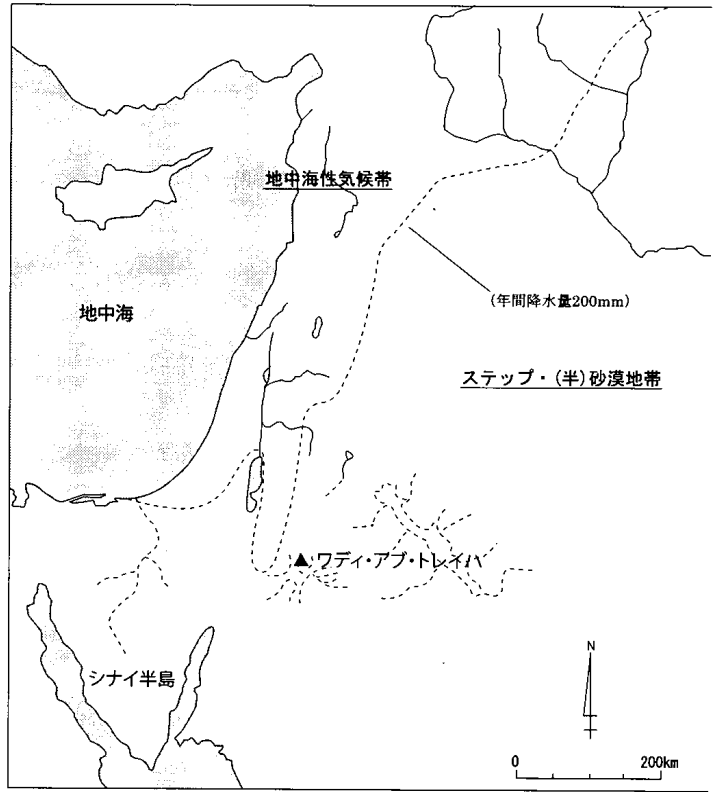 地中海性気候帯
(年間降水量200mm)
地中海
ステップ・(半)砂漠地帯
▲ ワディ・アブ・トレイハ
シナイ半島
N
0 200km